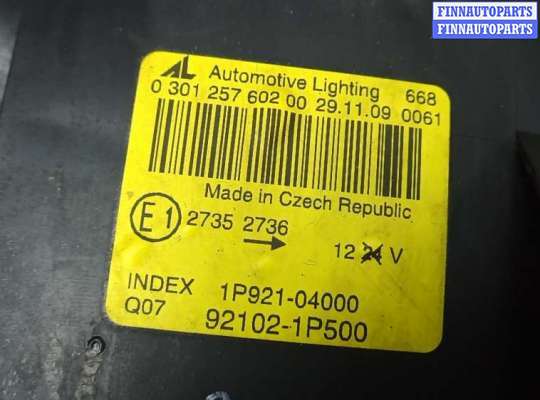 FINNAUTOPARTS
FINNAUTOPARTS
AL Automotive Lighting 668
0 301 257 602 00 29.11.09 0061
Made in Czech Republic
E1 2735 2736
12 24 V
INDEX 1P921-04000
Q07 92102-1P500